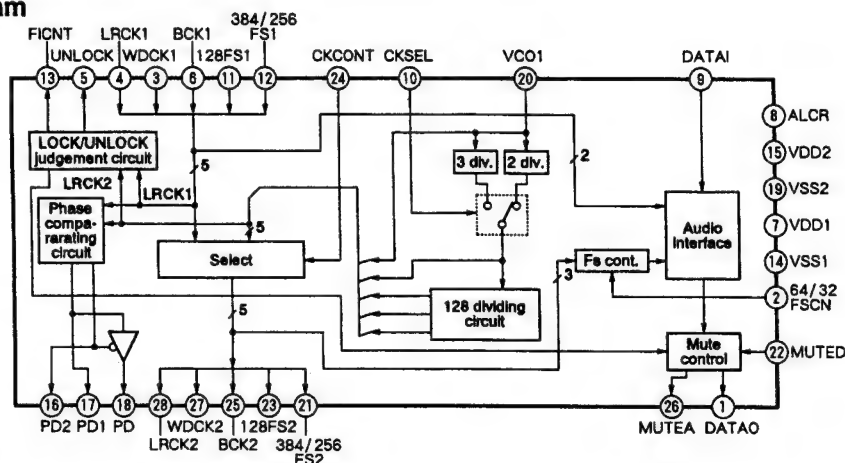 am
384/256
FICNT LRCK1 BCK1 FS1
UNLOCK WDCK1 128FS1 CKCONT CKSEL VCO1 DATAI
13 5 4 3 6 11 12 24 10 20 9
8 ALCR
LOCK/UNLOCK
judgement circuit
3 div. 2 div.
2
15 VDD2
5
LRCK2 LRCK1
19 VSS2
Phase
compa-
rarating
circuit
5
Select
Audio
interface
7 VDD1
Fs cont.
14 VSS1
3
64/32
2 FSCN
5
128 dividing
circuit
Mute
control
22 MUTED
16 17 18 28 27 25 23 21 26 1
PD2 PD1 PD WDCK2 128FS2 MUTEA DATAO
LRCK2 BCK2 384/256
FS2